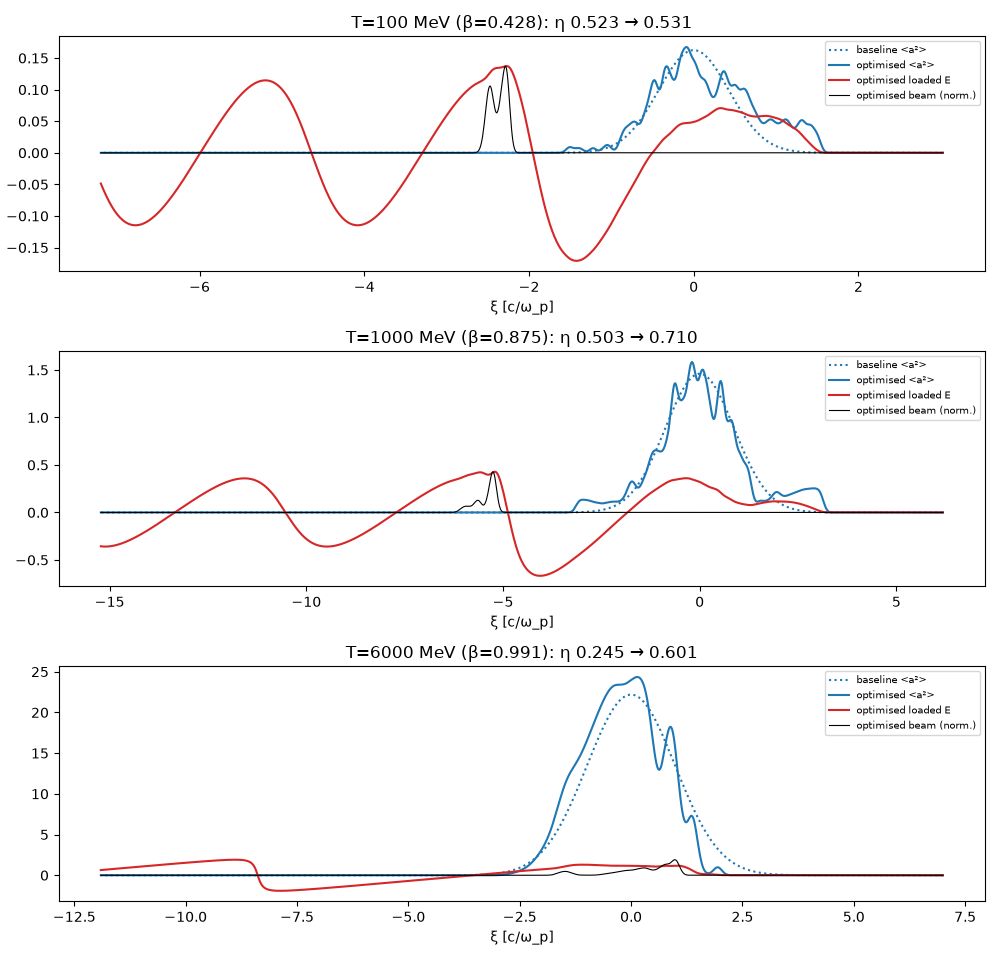 T=100 MeV (β=0.428): η 0.523 → 0.531
0.15
0.10
0.05
0.00
−0.05
−0.10
−0.15
baseline <a²>
optimised <a²>
optimised loaded E
optimised beam (norm.)
−6
−4
−2
0
2
ξ [c/ω_p]
T=1000 MeV (β=0.875): η 0.503 → 0.710
1.5
1.0
0.5
0.0
−0.5
baseline <a²>
optimised <a²>
optimised loaded E
optimised beam (norm.)
−15
−10
−5
0
5
ξ [c/ω_p]
T=6000 MeV (β=0.991): η 0.245 → 0.601
25
20
15
10
5
0
baseline <a²>
optimised <a²>
optimised loaded E
optimised beam (norm.)
−12.5
−10.0
−7.5
−5.0
−2.5
0.0
2.5
5.0
7.5
ξ [c/ω_p]